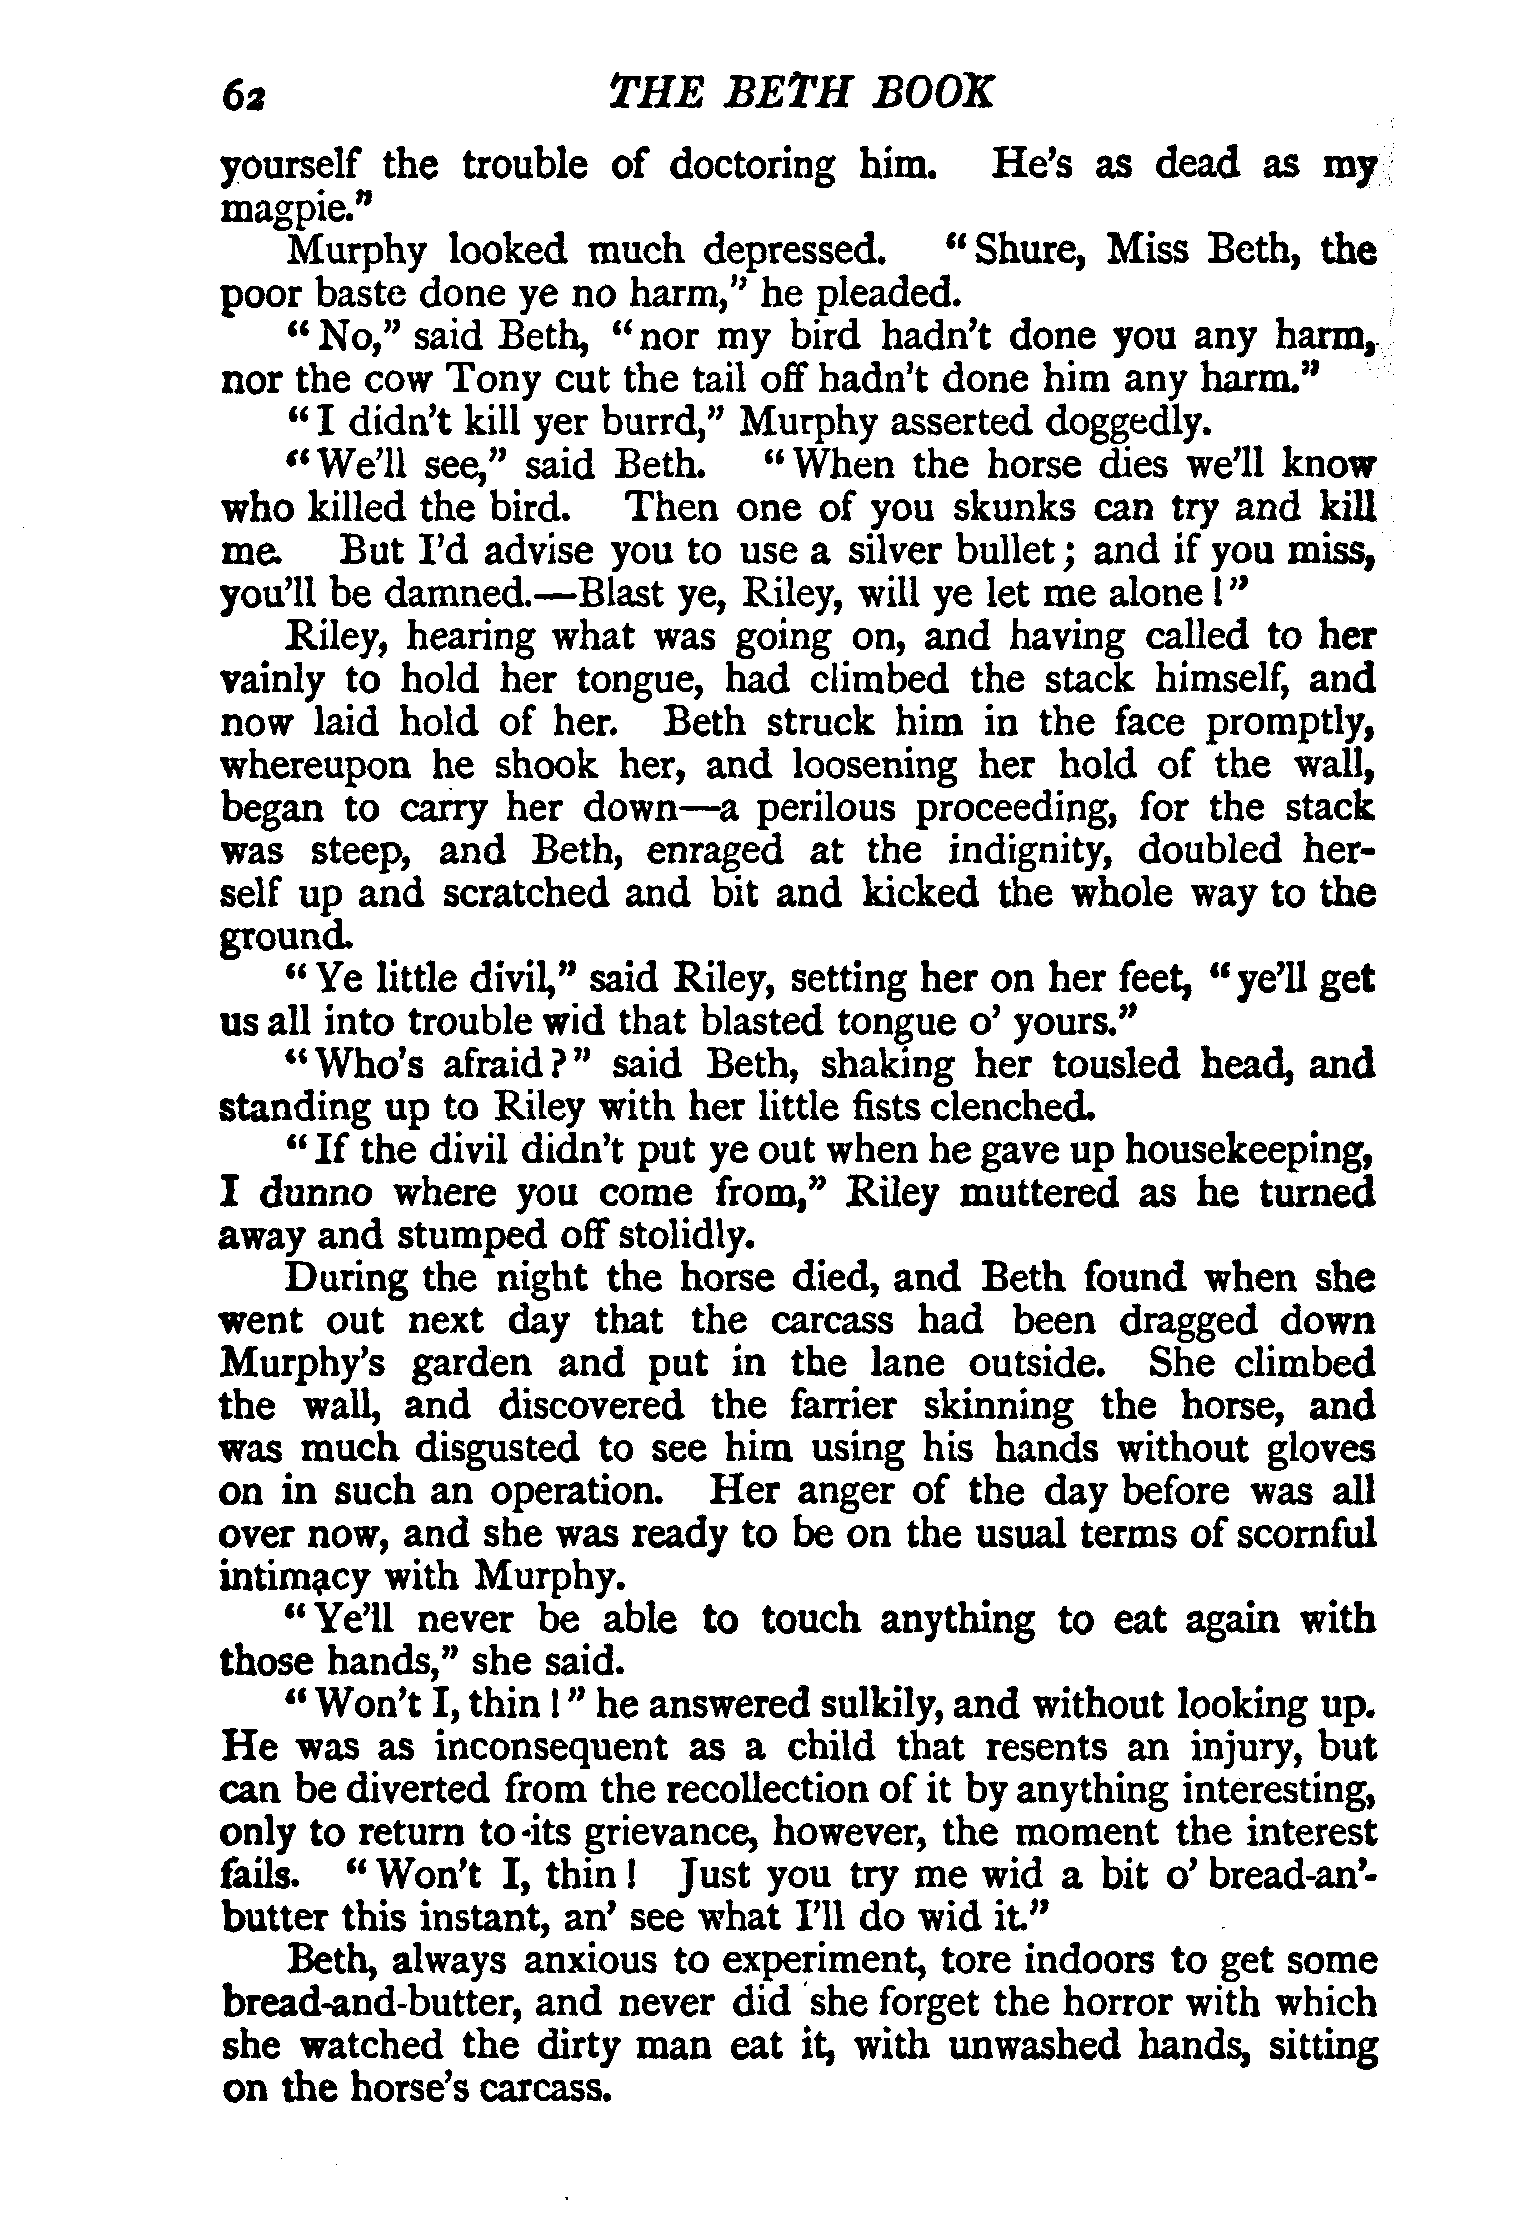 62 THE BETH BOOK
yourself the trouble of doctoring him. He's as dead as my
magpie."
Murphy looked much depressed. "Shure, Miss Beth, the
poor baste done ye no harm," he pleaded.
"No," said Beth, "nor my bird hadn't done you any harm,
nor the cow Tony cut the tail off hadn't done him any harm."
"I didn't kill yer burrd," Murphy asserted doggedly.
"We'll see," said Beth. "When the horse dies we'll know
who killed the bird. Then one of you skunks can try and kill
me. But I'd advise you to use a silver bullet; and if you miss,
you'll be damned.—Blast ye, Riley, will ye let me alone!"
Riley, hearing what was going on, and having called to her
vainly to hold her tongue, had climbed the stack himself, and
now laid hold of her. Beth struck him in the face promptly,
whereupon he shook her, and loosening her hold of the wall,
began to carry her down—a perilous proceeding, for the stack
was steep, and Beth, enraged at the indignity, doubled her-
self up and scratched and bit and kicked the whole way to the
ground.
"Ye little divil," said Riley, setting her on her feet, "ye'll get
us all into trouble wid that blasted tongue o' yours."
"Who's afraid?" said Beth, shaking her tousled head, and
standing up to Riley with her little fists clenched.
"If the divil didn't put ye out when he gave up housekeeping,
I dunno where you come from," Riley muttered as he turned
away and stumped off stolidly.
During the night the horse died, and Beth found when she
went out next day that the carcass had been dragged down
Murphy's garden and put in the lane outside. She climbed
the wall, and discovered the farrier skinning the horse, and
was much disgusted to see him using his hands without gloves
on in such an operation. Her anger of the day before was all
over now, and she was ready to be on the usual terms of scornful
intimacy with Murphy.
"Ye'll never be able to touch anything to eat again with
those hands," she said.
"Won't I, thin!" he answered sulkily, and without looking up.
He was as inconsequent as a child that resents an injury, but
can be diverted from the recollection of it by anything interesting,
only to return to its grievance, however, the moment the interest
fails. "Won't I, thin! Just you try me wid a bit o' bread-an'-
butter this instant, an' see what I'll do wid it."
Beth, always anxious to experiment, tore indoors to get some
bread-and-butter, and never did she forget the horror with which
she watched the dirty man eat it, with unwashed hands, sitting
on the horse's carcass.